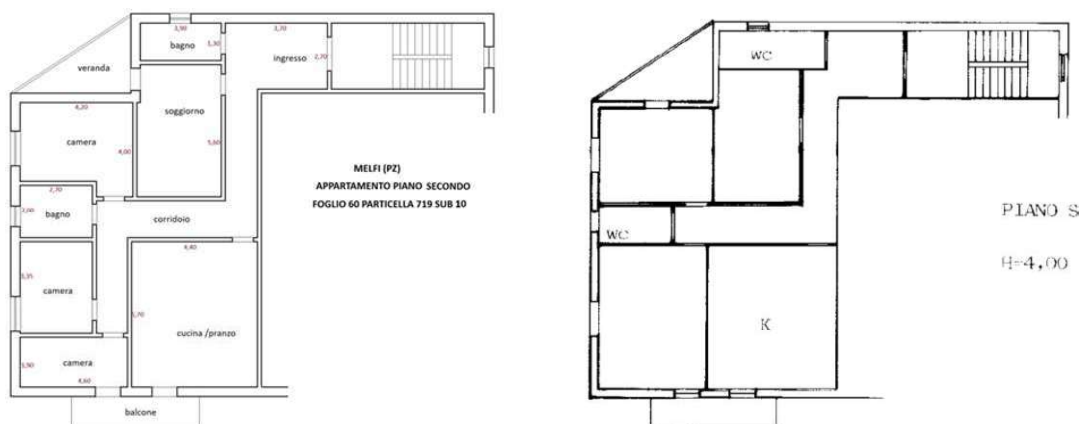 3,90
3,70
1,30
bagno
ingresso
2,70
veranda
4,20
soggiorno
camera
4,00
5,60
MELFI (PZ)
APPARTAMENTO PIANO SECONDO
FOGLIO 60 PARTICELLA 719 SUB 10
2,70
2,00
bagno
corridoio
4,40
3,35
camera
5,70
cucina /pranzo
camera
4,60
balcone
WC
WC
K
PIANO S
H=4,00